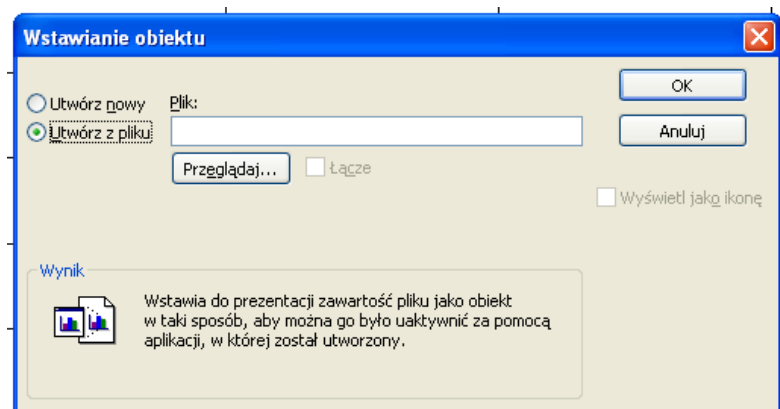 Wstawianie obiektu
OK
Utwórz nowy
Plik:
Utwórz z pliku
Anuluj
Przeglądaj...
Łącze
Wyświetl jako ikonę
Wynik
Wstawia do prezentacji zawartość pliku jako obiekt
w taki sposób, aby można go było uaktywnić za pomocą
aplikacji, w której został utworzony.